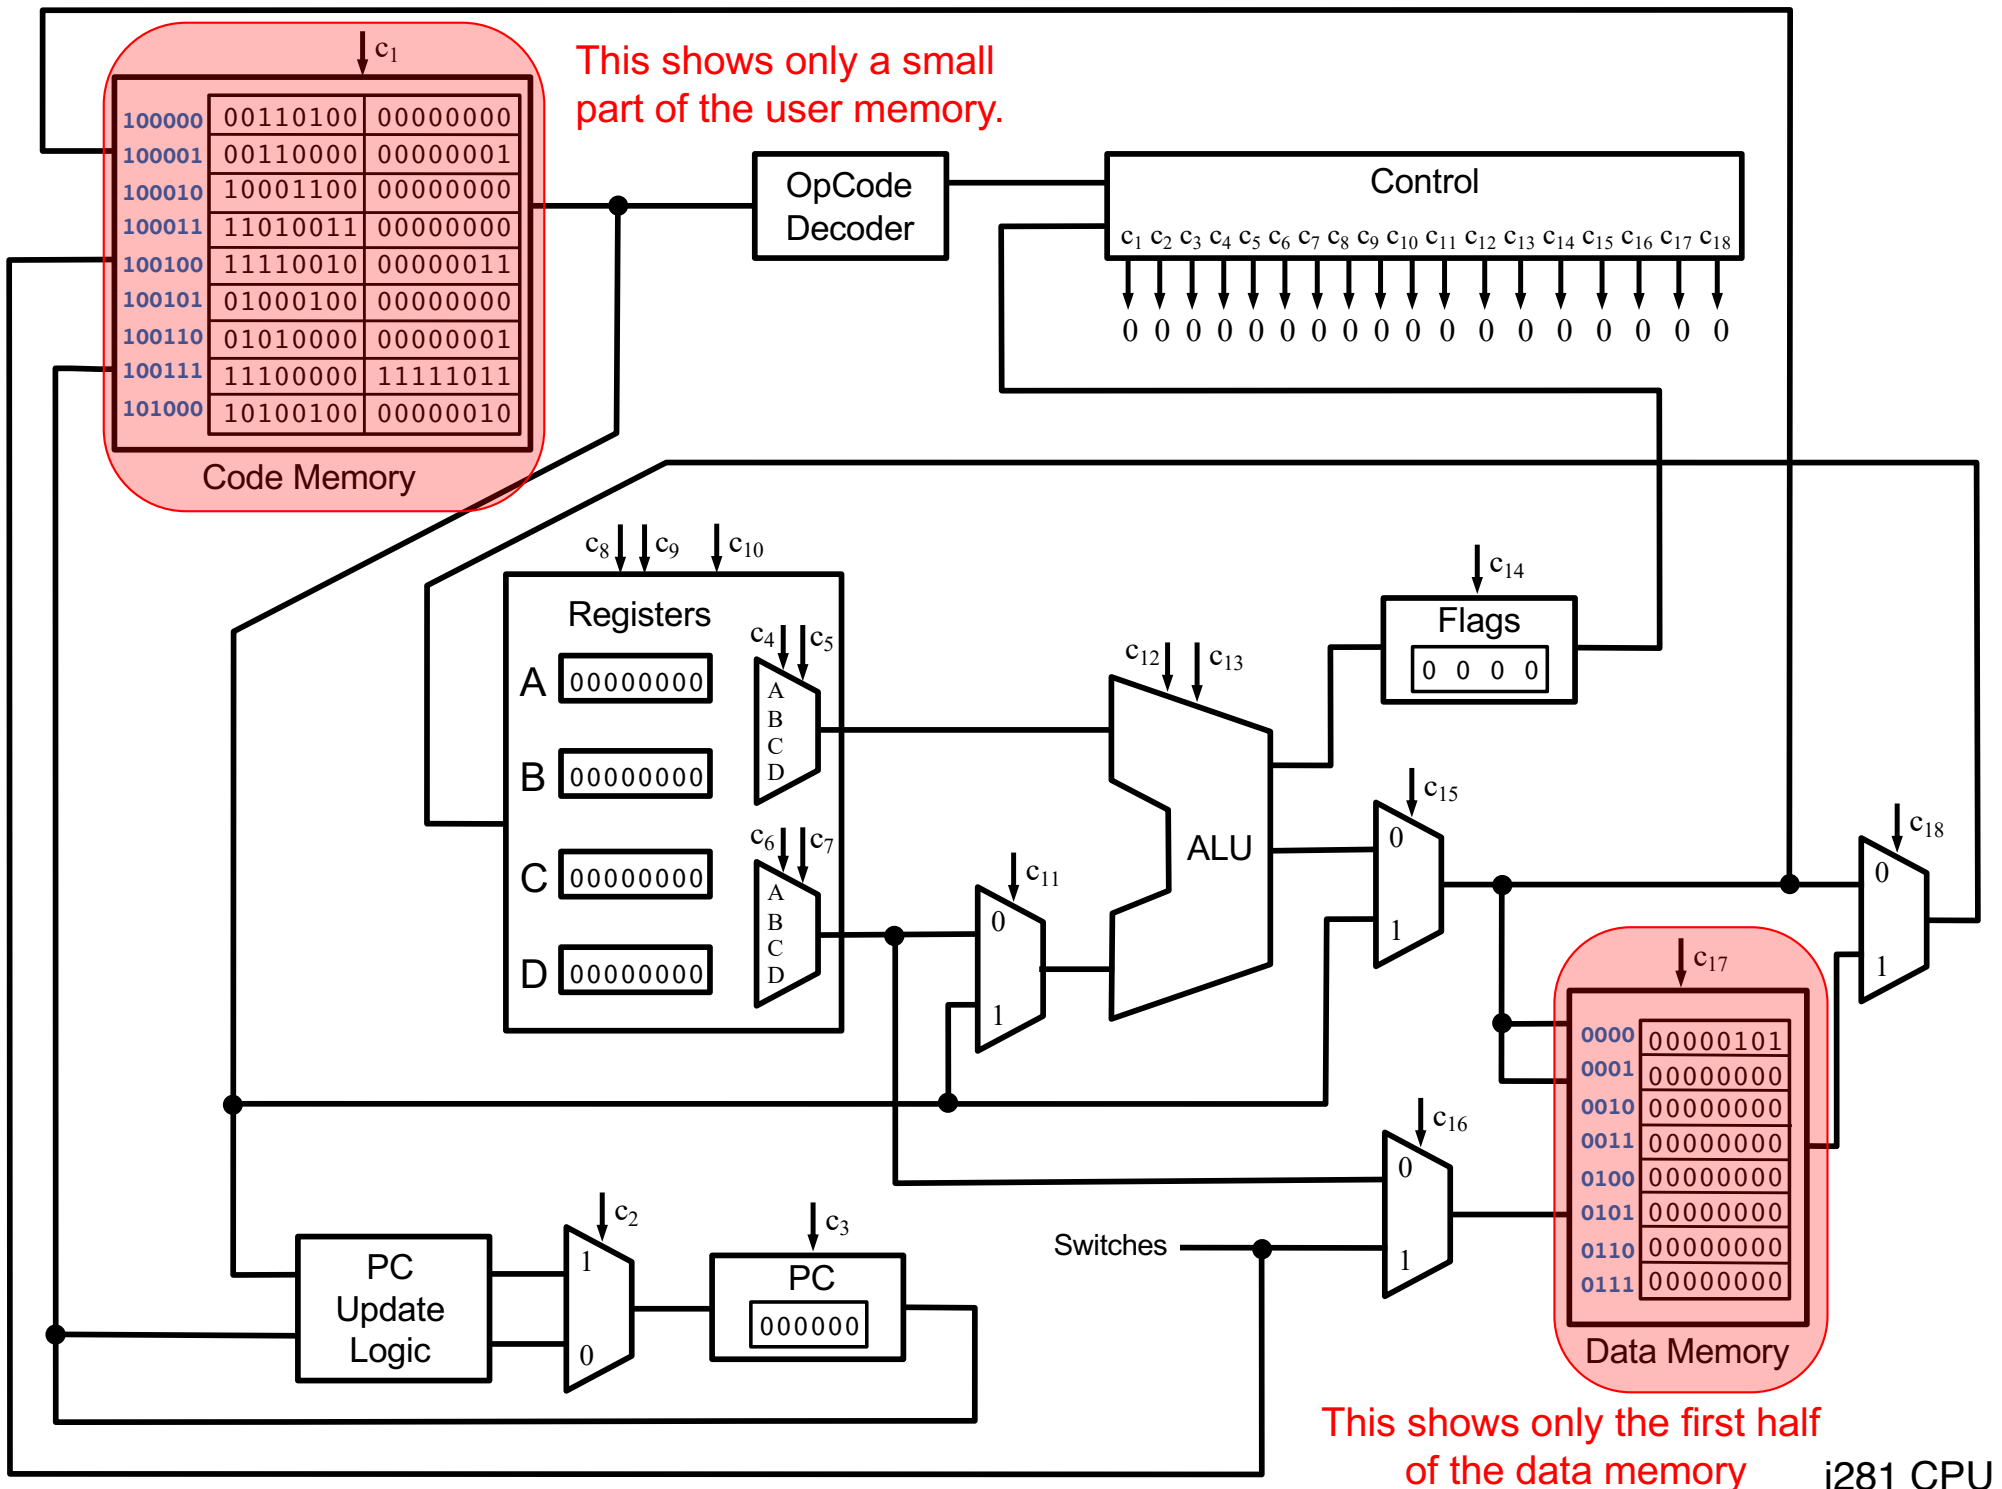 c1
This shows only a small
part of the user memory.
100000 00110100 00000000
100001 00110000 00000001
100010 10001100 00000000
100011 11010011 00000000
100100 11110010 00000011
100101 01000100 00000000
100110 01010000 00000001
100111 11100000 11111011
101000 10100100 00000010
Code Memory
OpCode
Decoder
Control
c1 c2 c3 c4 c5 c6 c7 c8 c9 c10 c11 c12 c13 c14 c15 c16 c17 c18
0 0 0 0 0 0 0 0 0 0 0 0 0 0 0 0 0 0
c8 c9 c10
Registers
A 00000000
B 00000000
C 00000000
D 00000000
c4 c5
A
B
C
D
c6 c7
A
B
C
D
c11
0
1
c12 c13
ALU
c14
Flags
0 0 0 0
c15
0
1
c18
0
1
c17
0000 00000101
0001 00000000
0010 00000000
0011 00000000
0100 00000000
0101 00000000
0110 00000000
0111 00000000
Data Memory
c16
0
1
Switches
PC
Update
Logic
c2
1
0
c3
PC
000000
This shows only the first half
of the data memory
i281 CPU